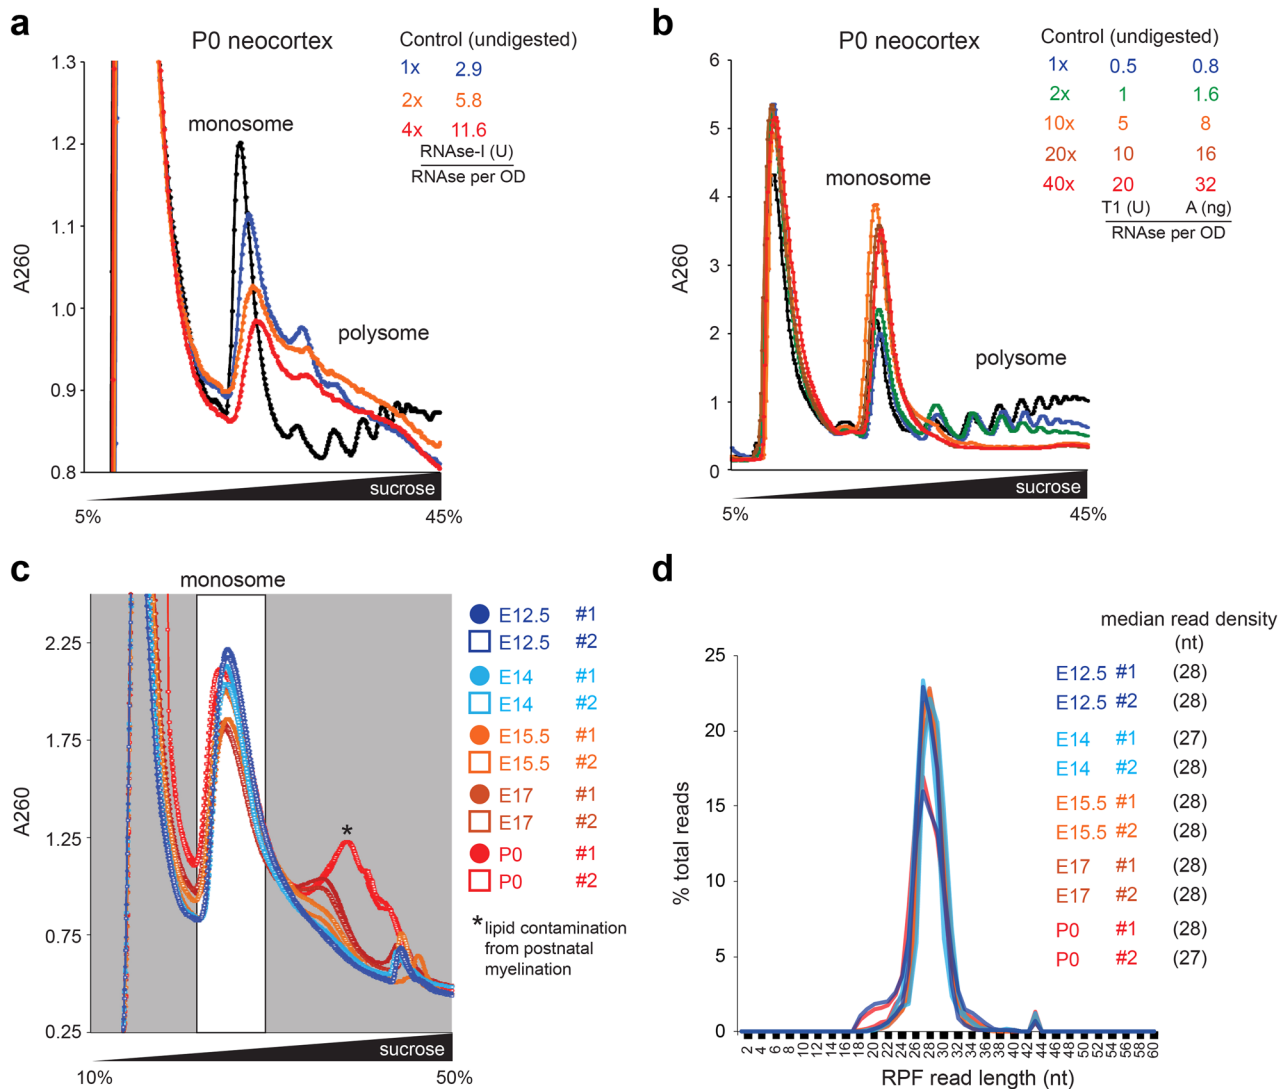 a
P0 neocortex
Control (undigested)
1x 2.9
2x 5.8
4x 11.6
RNAse-I (U)
RNAse per OD
monosome
polysome
A260
1.3
1.2
1.1
1.0
0.9
0.8
sucrose
5% 45%
b
P0 neocortex
Control (undigested)
1x 0.5 0.8
2x 1 1.6
10x 5 8
20x 10 16
40x 20 32
T1 (U) A (ng)
RNAse per OD
monosome
polysome
A260
6
5
4
3
2
1
0
sucrose
5% 45%
c
monosome
A260
2.25
1.75
1.25
0.75
0.25
*
sucrose
10% 50%
E12.5 #1
E12.5 #2
E14 #1
E14 #2
E15.5 #1
E15.5 #2
E17 #1
E17 #2
P0 #1
P0 #2
*lipid contamination
from postnatal
myelination
d
median read density
(nt)
E12.5 #1 (28)
E12.5 #2 (28)
E14 #1 (27)
E14 #2 (28)
E15.5 #1 (28)
E15.5 #2 (28)
E17 #1 (28)
E17 #2 (28)
P0 #1 (28)
P0 #2 (27)
% total reads
25
20
15
10
5
0
2 4 6 8 10 12 14 16 18 20 22 24 26 28 30 32 34 36 38 40 42 44 46 48 50 52 54 56 58 60
RPF read length (nt)